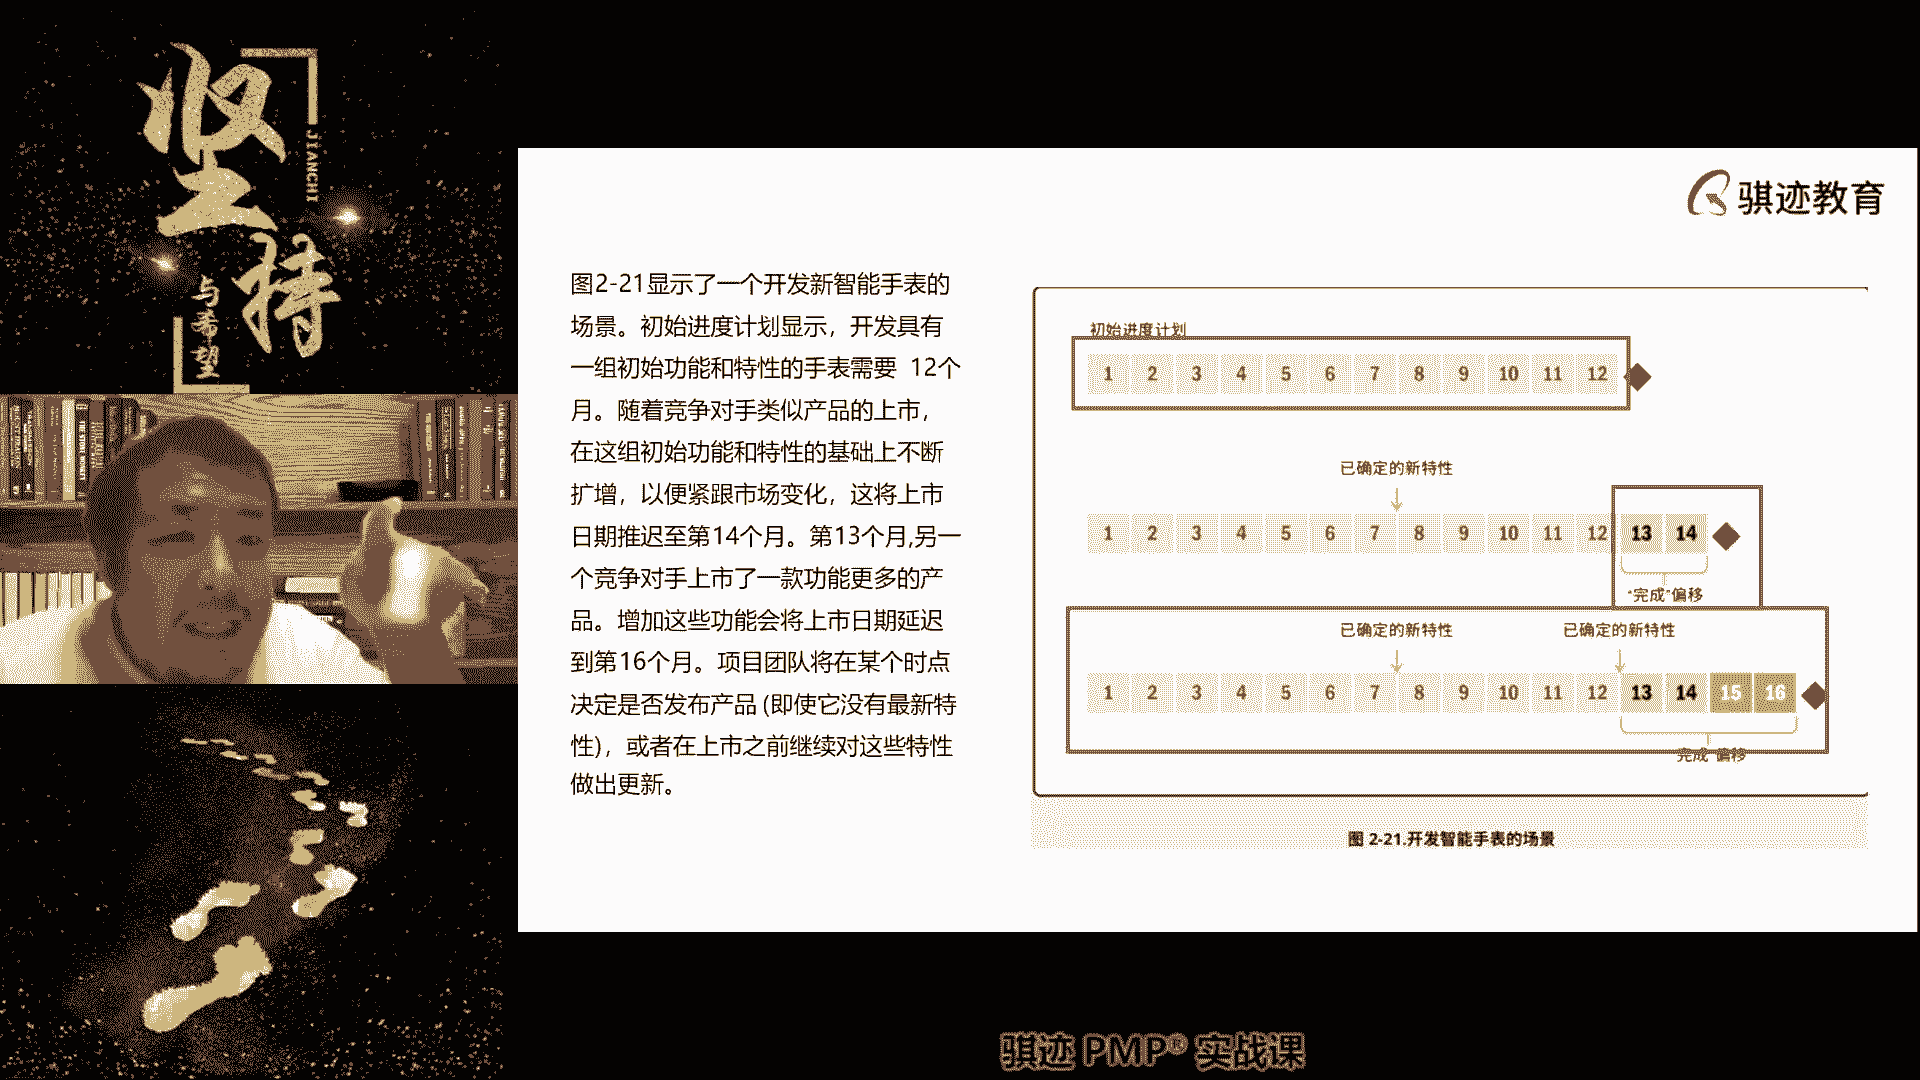 坚持
JIANCHI
与希望
骐迹教育
图2-21显示了一个开发新智能手表的
场景。初始进度计划显示，开发具有
一组初始功能和特性的手表需要 12个
月。随着竞争对手类似产品的上市，
在这组初始功能和特性的基础上不断
扩增，以便紧跟市场变化，这将上市
日期推迟至第14个月。第13个月,另一
个竞争对手上市了一款功能更多的产
品。增加这些功能会将上市日期延迟
到第16个月。项目团队将在某个时点
决定是否发布产品 (即使它没有最新特
性)，或者在上市之前继续对这些特性
做出更新。
初始进度计划
1 2 3 4 5 6 7 8 9 10 11 12
已确定的新特性
1 2 3 4 5 6 7 8 9 10 11 12 13 14
“完成”偏移
已确定的新特性 已确定的新特性
1 2 3 4 5 6 7 8 9 10 11 12 13 14 15 16
完成 偏移
图 2-21.开发智能手表的场景
骐迹 PMP® 实战课